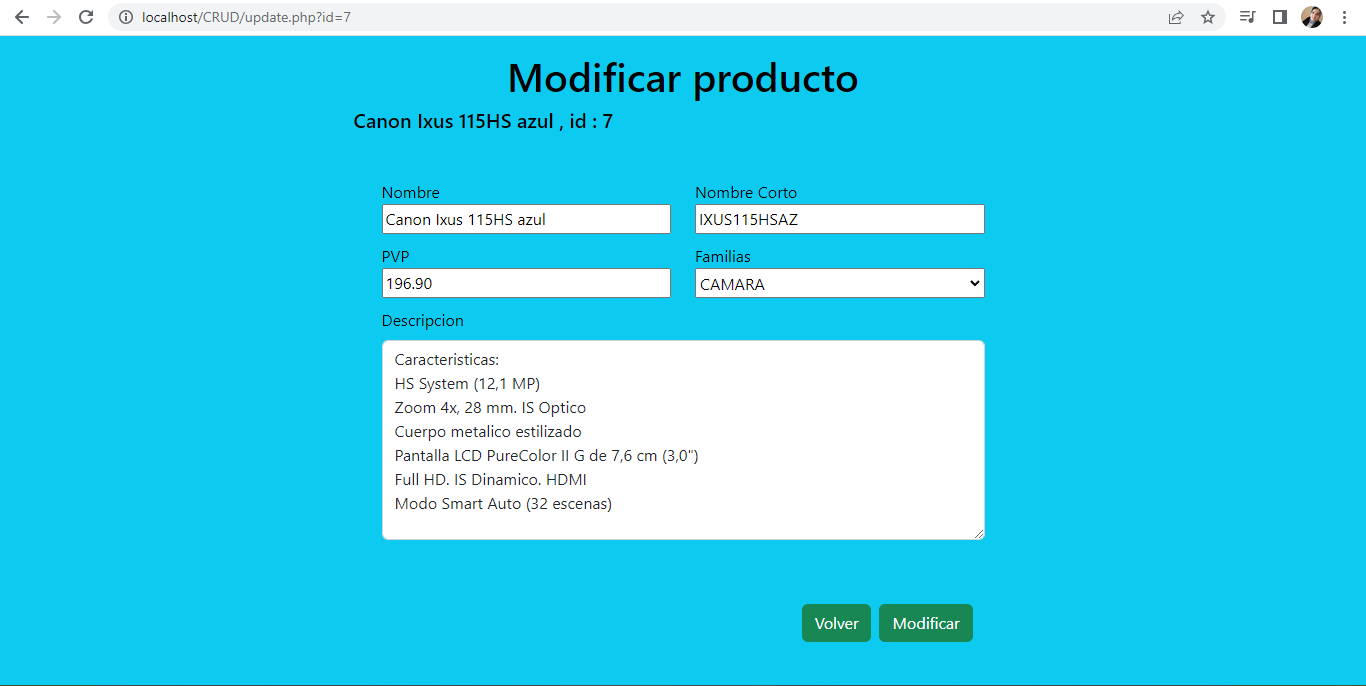 localhost/CRUD/update.php?id=7
Modificar producto
Canon Ixus 115HS azul , id : 7
Nombre
Nombre Corto
Canon Ixus 115HS azul
IXUS115HSAZ
PVP
Familias
196.90
CAMARA
Descripcion
Caracteristicas:
HS System (12,1 MP)
Zoom 4x, 28 mm. IS Optico
Cuerpo metalico estilizado
Pantalla LCD PureColor II G de 7,6 cm (3,0")
Full HD. IS Dinamico. HDMI
Modo Smart Auto (32 escenas)
Volver
Modificar